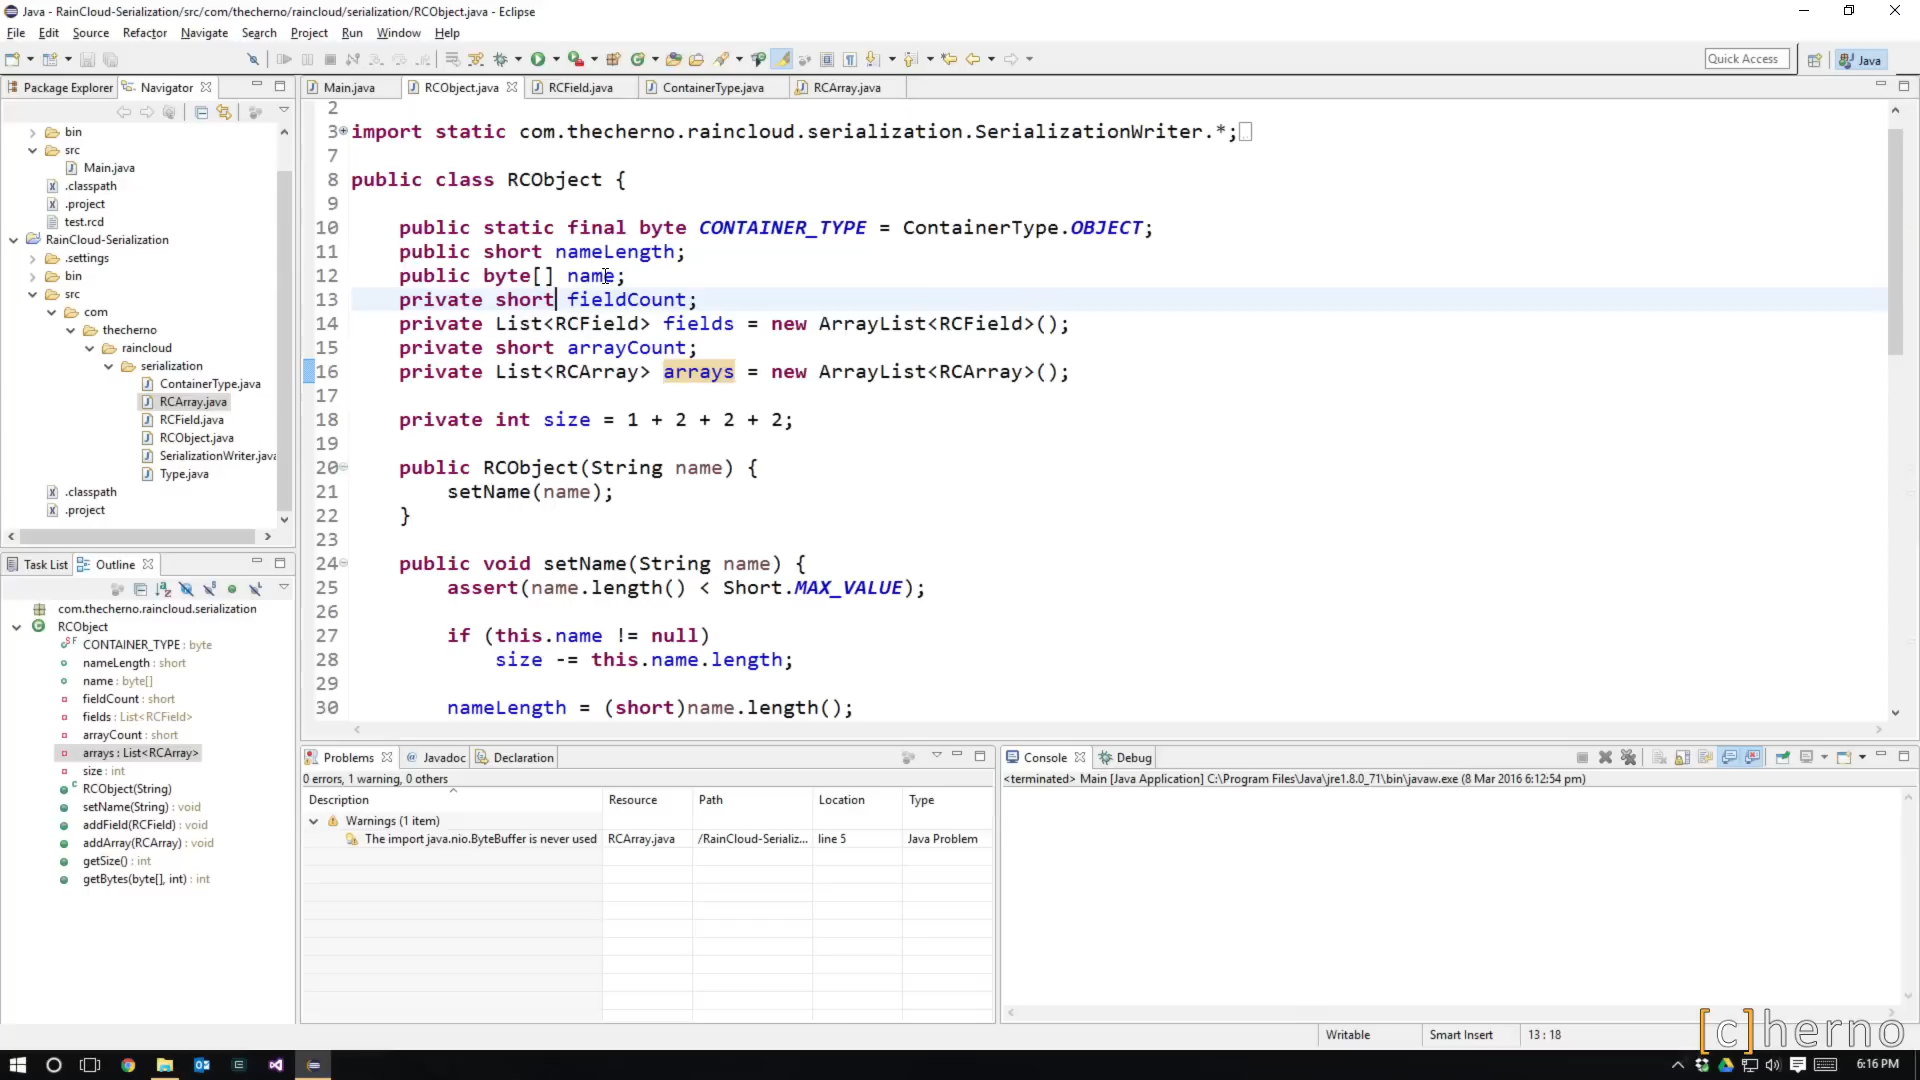 Java - RainCloud-Serialization/src/com/thecherno/raincloud/serialization/RCObject.java - Eclipse
File Edit Source Refactor Navigate Search Project Run Window Help
Quick Access
Java
Package Explorer
Navigator
bin
src
Main.java
.classpath
.project
test.rcd
RainCloud-Serialization
.settings
bin
src
com
thecherno
raincloud
serialization
ContainerType.java
RCArray.java
RCField.java
RCObject.java
SerializationWriter.java
Type.java
.classpath
.project
Main.java RCObject.java RCField.java ContainerType.java RCArray.java
2
3 import static com.thecherno.raincloud.serialization.SerializationWriter.*;
7
8 public class RCObject {
9
10 public static final byte CONTAINER_TYPE = ContainerType.OBJECT;
11 public short nameLength;
12 public byte[] name;
13 private short fieldCount;
14 private List<RCField> fields = new ArrayList<RCField>();
15 private short arrayCount;
16 private List<RCArray> arrays = new ArrayList<RCArray>();
17
18 private int size = 1 + 2 + 2 + 2;
19
20 public RCObject(String name) {
21 setName(name);
22 }
23
24 public void setName(String name) {
25 assert(name.length() < Short.MAX_VALUE);
26
27 if (this.name != null)
28 size -= this.name.length;
29
30 nameLength = (short)name.length();
Task List
Outline
com.thecherno.raincloud.serialization
RCObject
CONTAINER_TYPE : byte
nameLength : short
name : byte[]
fieldCount : short
fields : List<RCField>
arrayCount : short
arrays : List<RCArray>
size : int
RCObject(String)
setName(String) : void
addField(RCField) : void
addArray(RCArray) : void
getSize() : int
getBytes(byte[], int) : int
Problems Javadoc Declaration
0 errors, 1 warning, 0 others
Description Resource Path Location Type
Warnings (1 item)
The import java.nio.ByteBuffer is never used RCArray.java /RainCloud-Serializ... line 5 Java Problem
Console Debug
<terminated> Main [Java Application] C:\Program Files\Java\jre1.8.0_71\bin\javaw.exe (8 Mar 2016 6:12:54 pm)
Writable Smart Insert 13 : 18
[c]herno
6:16 PM